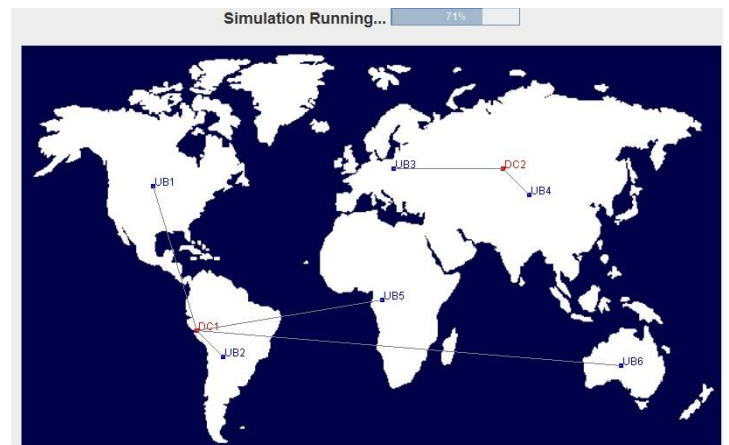 Simulation Running... 71%
UB3
DC2
UB1
UB4
UB5
DC1
UB2
UB6